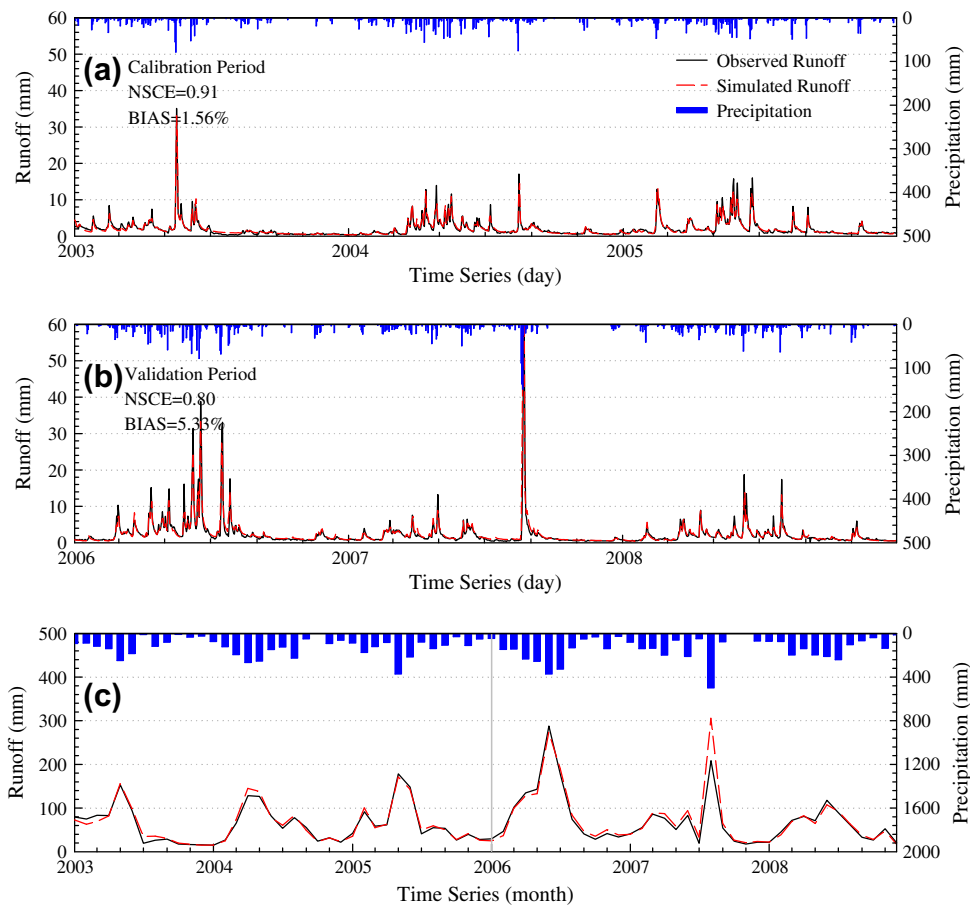 60
50
40
30
20
10
0
Runoff (mm)
(a)
Calibration Period
NSCE=0.91
BIAS=1.56%
Observed Runoff
Simulated Runoff
Precipitation
0
100
200
300
400
500
Precipitation (mm)
2003
2004
2005
Time Series (day)
60
50
40
30
20
10
0
Runoff (mm)
(b)
Validation Period
NSCE=0.80
BIAS=5.33%
0
100
200
300
400
500
Precipitation (mm)
2006
2007
2008
Time Series (day)
500
400
300
200
100
0
Runoff (mm)
(c)
0
400
800
1200
1600
2000
Precipitation (mm)
2003
2004
2005
2006
2007
2008
Time Series (month)